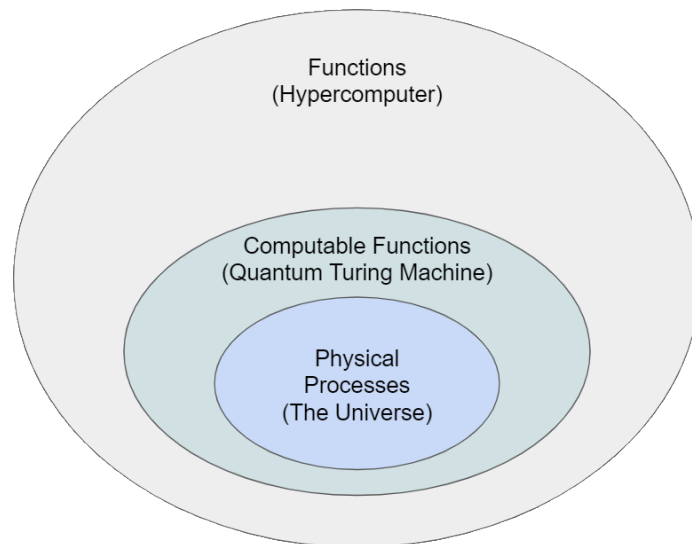 Functions
(Hypercomputer)
Computable Functions
(Quantum Turing Machine)
Physical
Processes
(The Universe)